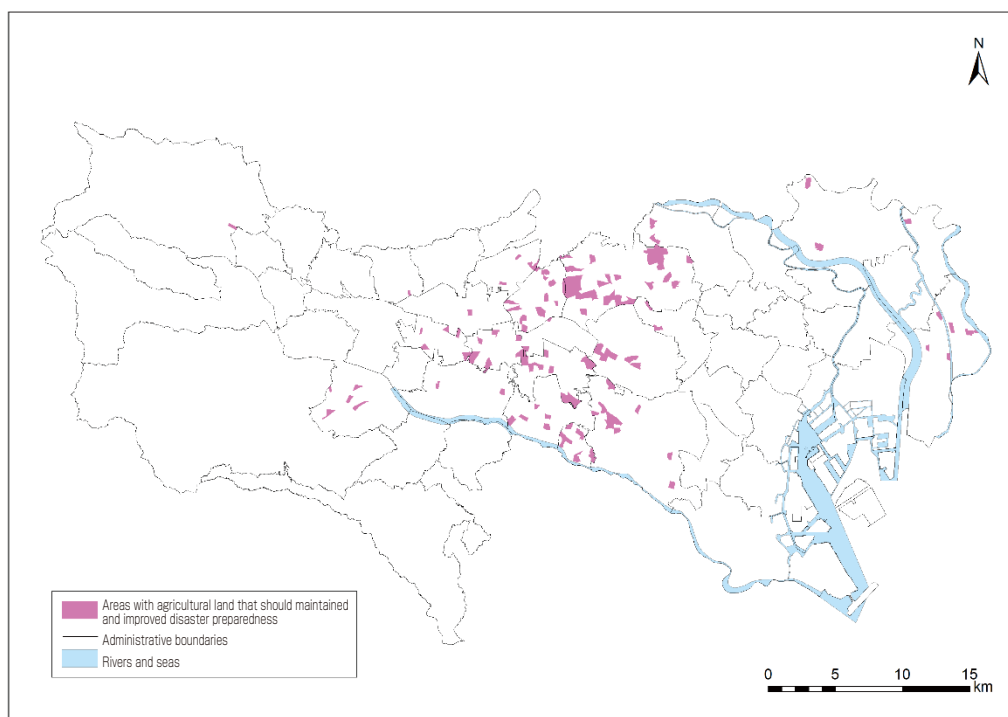 N
Areas with agricultural land that should maintained
and improved disaster preparedness
Administrative boundaries
Rivers and seas
0 5 10 15
km